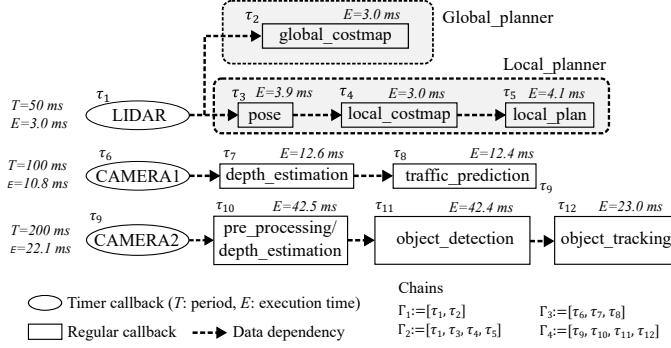 τ2 E=3.0 ms Global_planner
global_costmap
Local_planner
τ1 τ3 E=3.9 ms τ4 E=3.0 ms τ5 E=4.1 ms
T=50 ms
E=3.0 ms
LIDAR pose local_costmap local_plan
τ6 τ7 E=12.6 ms τ8 E=12.4 ms
T=100 ms
E=10.8 ms
CAMERA1 depth_estimation traffic_prediction
τ9
τ9 τ10 E=42.5 ms τ11 E=42.4 ms τ12 E=23.0 ms
T=200 ms
E=22.1 ms
CAMERA2 pre_processing/
depth_estimation object_detection object_tracking
Chains
Timer callback (T: period, E: execution time) Γ1:=[τ1, τ2] Γ3:=[τ6, τ7, τ8]
Regular callback Data dependency Γ2:=[τ1, τ3, τ4, τ5] Γ4:=[τ9, τ10, τ11, τ12]